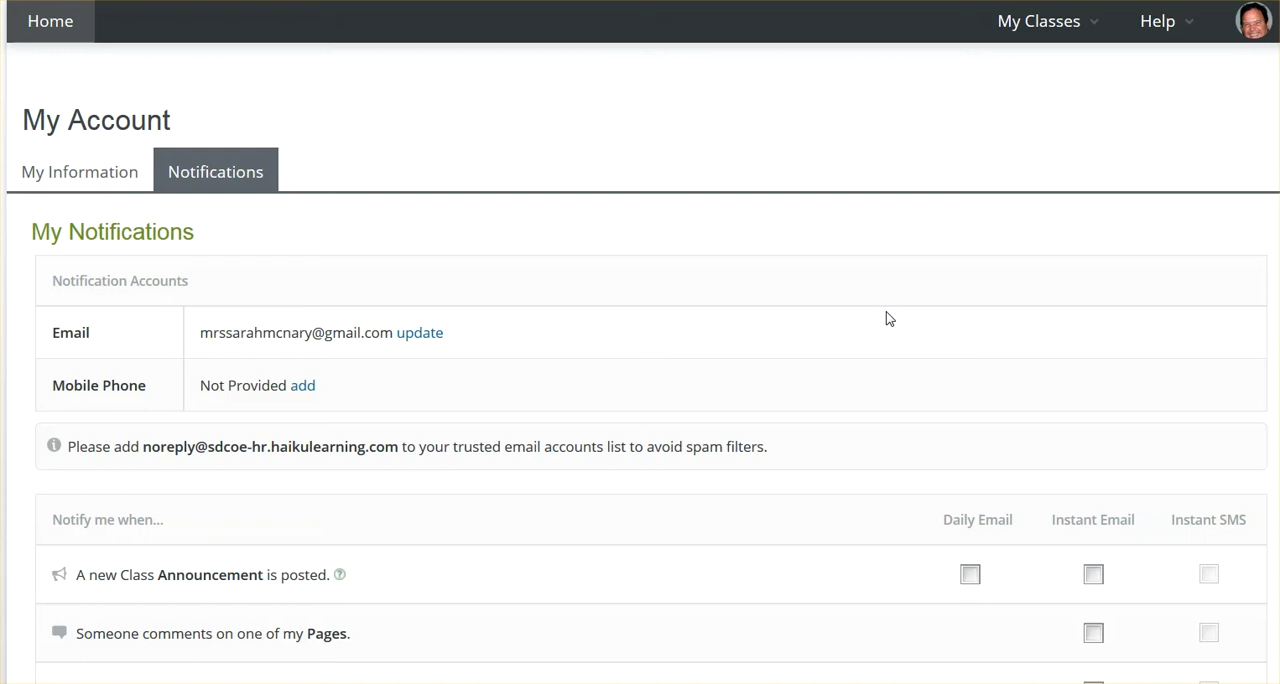 Home My Classes Help
My Account
My Information Notifications
My Notifications
Notification Accounts
Email mrssarahmcnary@gmail.com update
Mobile Phone Not Provided add
Please add noreply@sdcoe-hr.haikulearning.com to your trusted email accounts list to avoid spam filters.
Notify me when... Daily Email Instant Email Instant SMS
A new Class Announcement is posted. ?
Someone comments on one of my Pages.